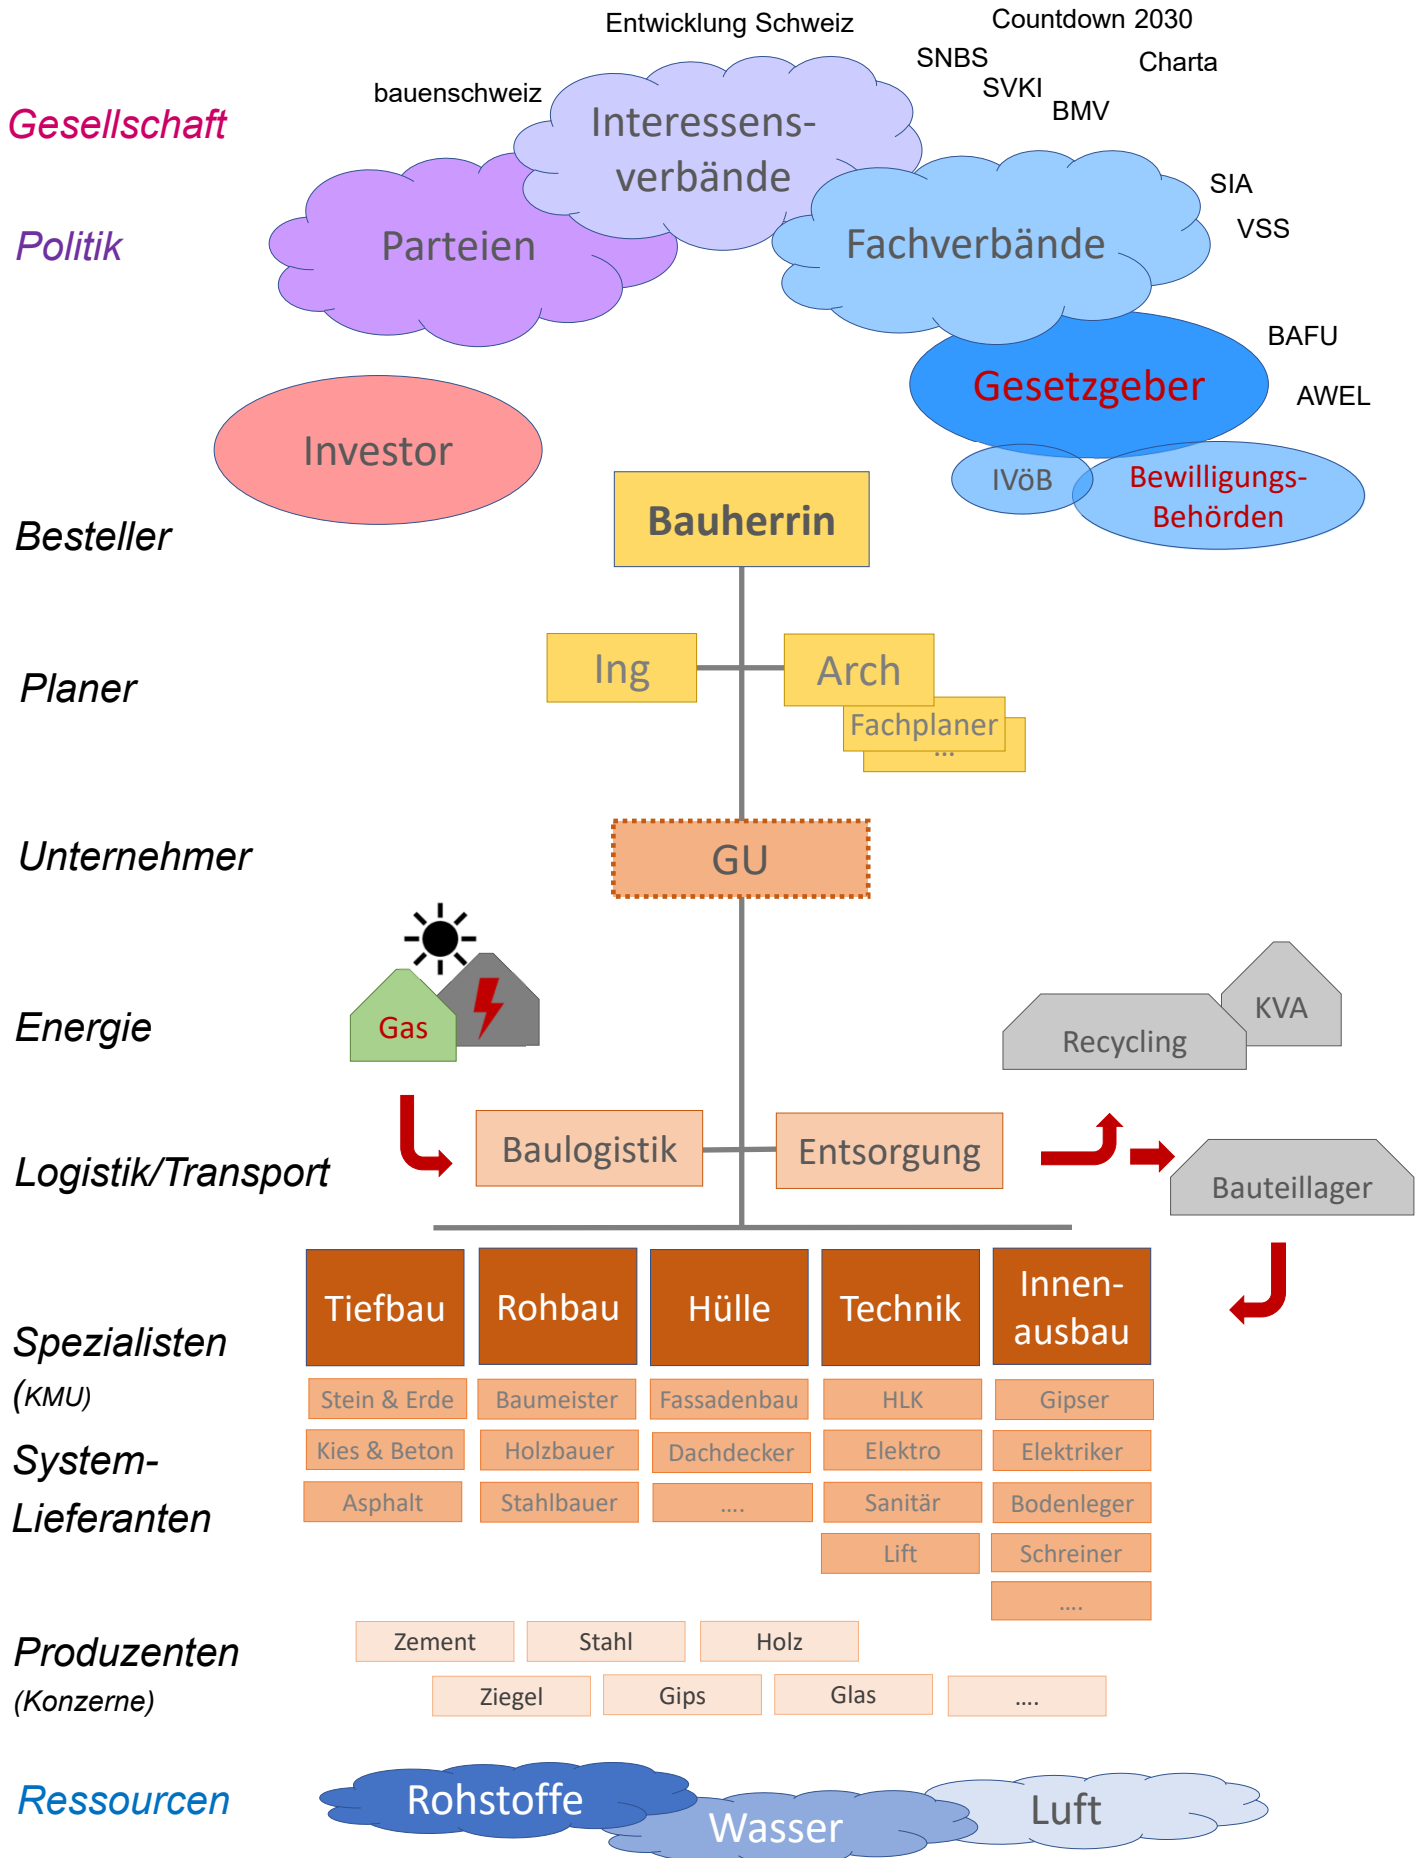 Entwicklung Schweiz
Countdown 2030
SNBS
Charta
SVKI
bauenschweiz
BMV
Gesellschaft
Interessens-
verbände
SIA
VSS
Politik
Parteien
Fachverbände
BAFU
Gesetzgeber
AWEL
Investor
IVöB
Bewilligungs-
Behörden
Besteller
Bauherrin
Planer
Ing
Arch
Fachplaner
...
Unternehmer
GU
Energie
Gas
KVA
Recycling
Logistik/Transport
Baulogistik
Entsorgung
Bauteillager
Spezialisten
(KMU)
Tiefbau
Rohbau
Hülle
Technik
Innen-
ausbau
Stein & Erde
Baumeister
Fassadenbau
HLK
Gipser
System-
Lieferanten
Kies & Beton
Holzbauer
Dachdecker
Elektro
Elektriker
Asphalt
Stahlbauer
....
Sanitär
Bodenleger
Lift
Schreiner
....
Produzenten
(Konzerne)
Zement
Stahl
Holz
Ziegel
Gips
Glas
....
Ressourcen
Rohstoffe
Wasser
Luft